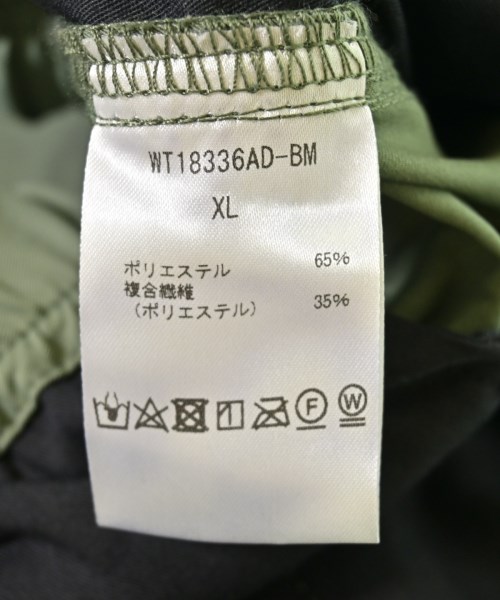 WT18336AD-BM
XL
ポリエステル 65%
複合繊維
(ポリエステル) 35%
F W